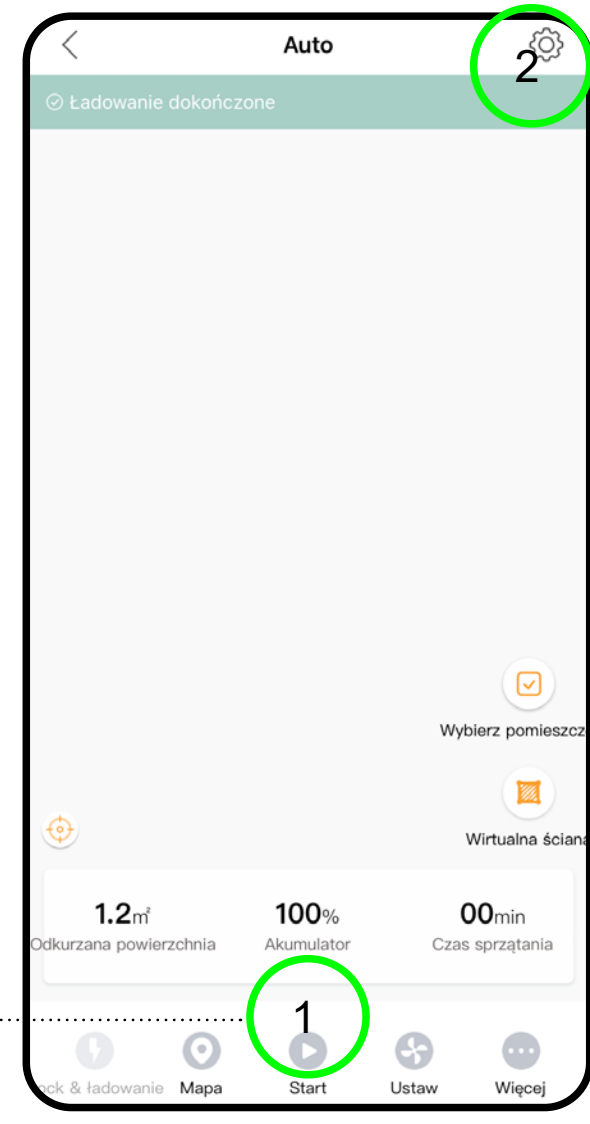 Auto
2
Ładowanie dokończone
Wybierz pomieszcz
Wirtualna ściana
1.2㎡ 100% 00min
Odkurzana powierzchnia Akumulator Czas sprzątania
1
ock & ładowanie Mapa Start Ustaw Więcej